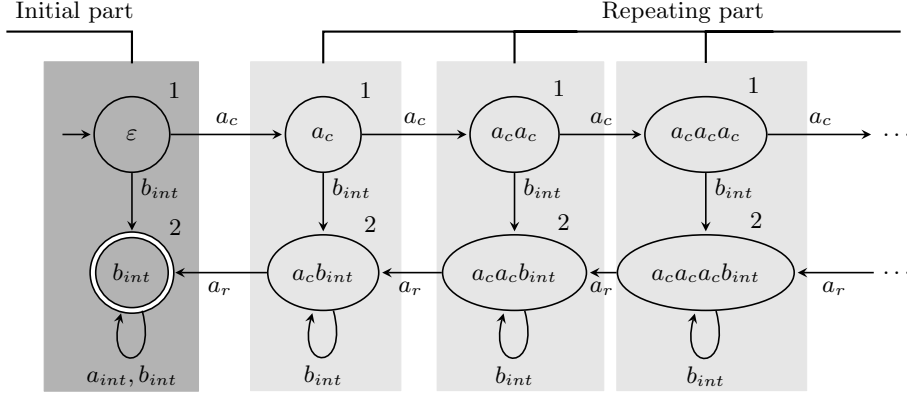 Initial part Repeating part
1 1 1 1
ε a_c a_c a_c a_c a_c a_c a_c a_c a_c a_c ...
b_int b_int b_int b_int
2 2 2 2
b_int a_r a_c b_int a_r a_c a_c b_int a_r a_c a_c a_c b_int a_r ...
a_int, b_int b_int b_int b_int